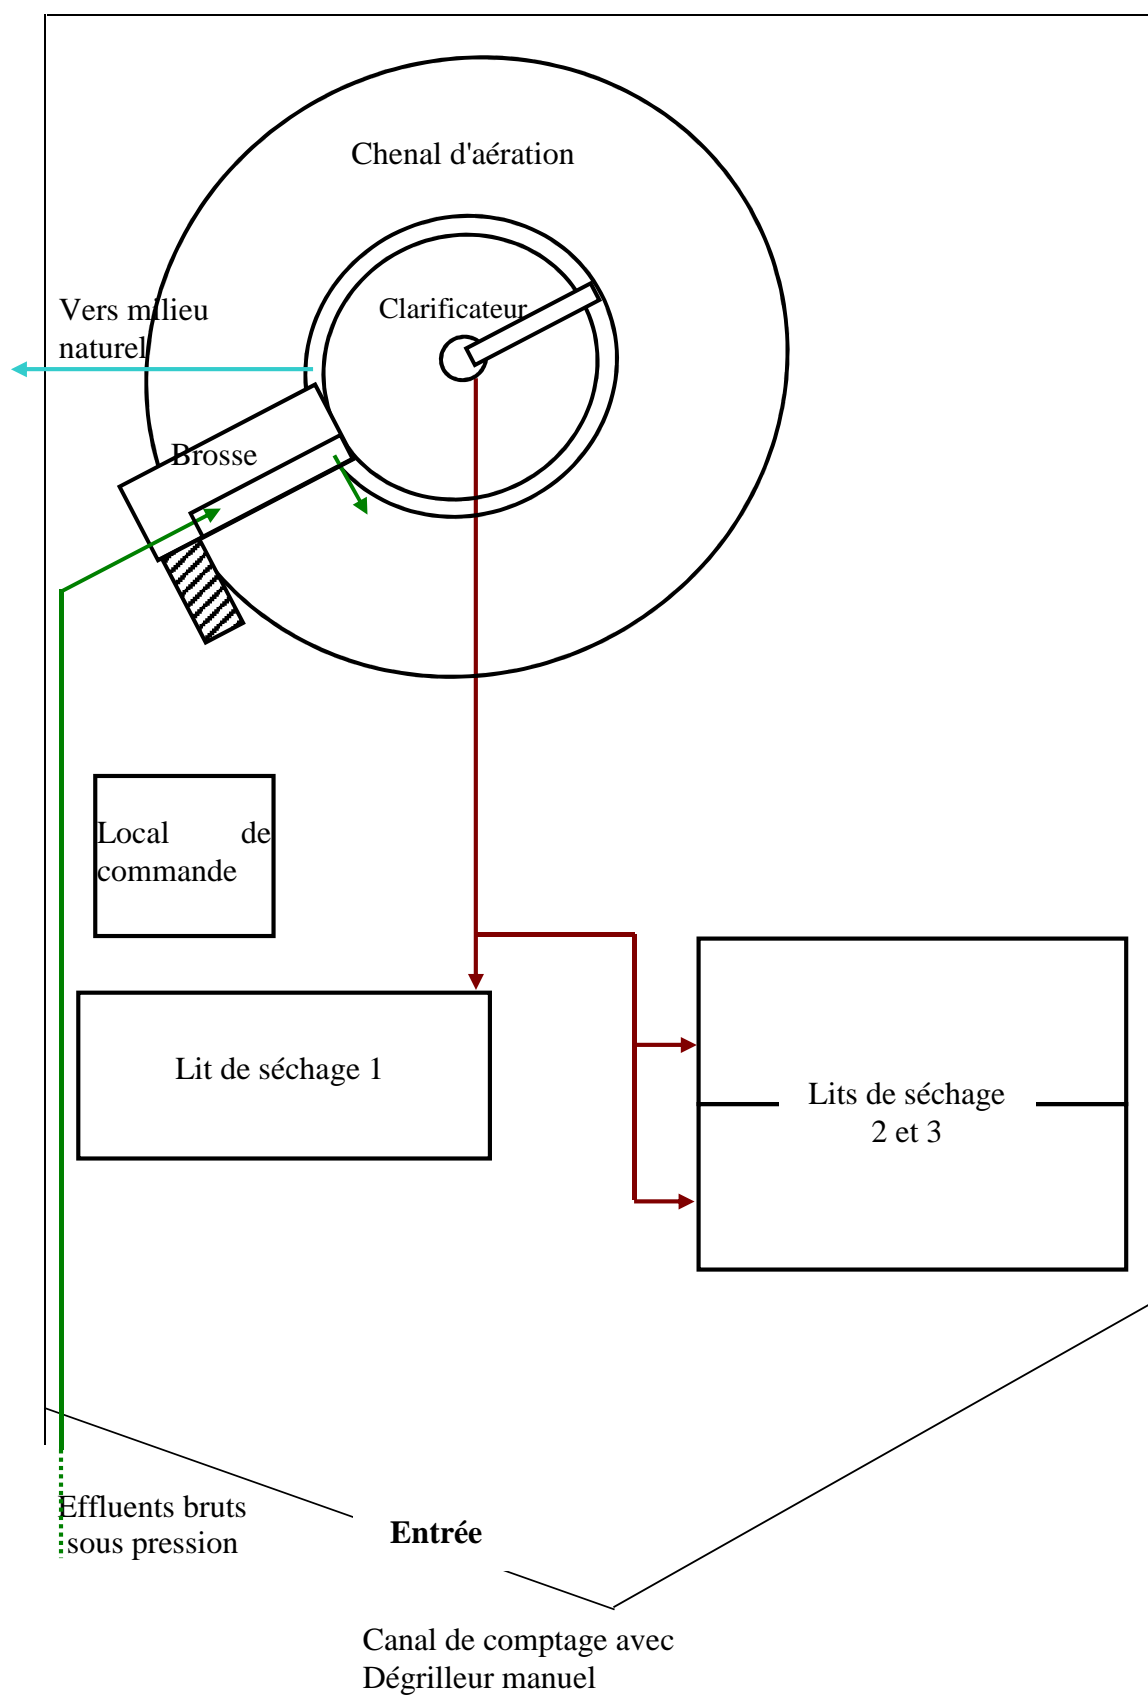 Chenal d'aération
Vers milieu
naturel
Clarificateur
Brosse
Local de
commande
Lit de séchage 1
Lits de séchage
2 et 3
Effluents bruts
sous pression
Entrée
Canal de comptage avec
Dégrilleur manuel